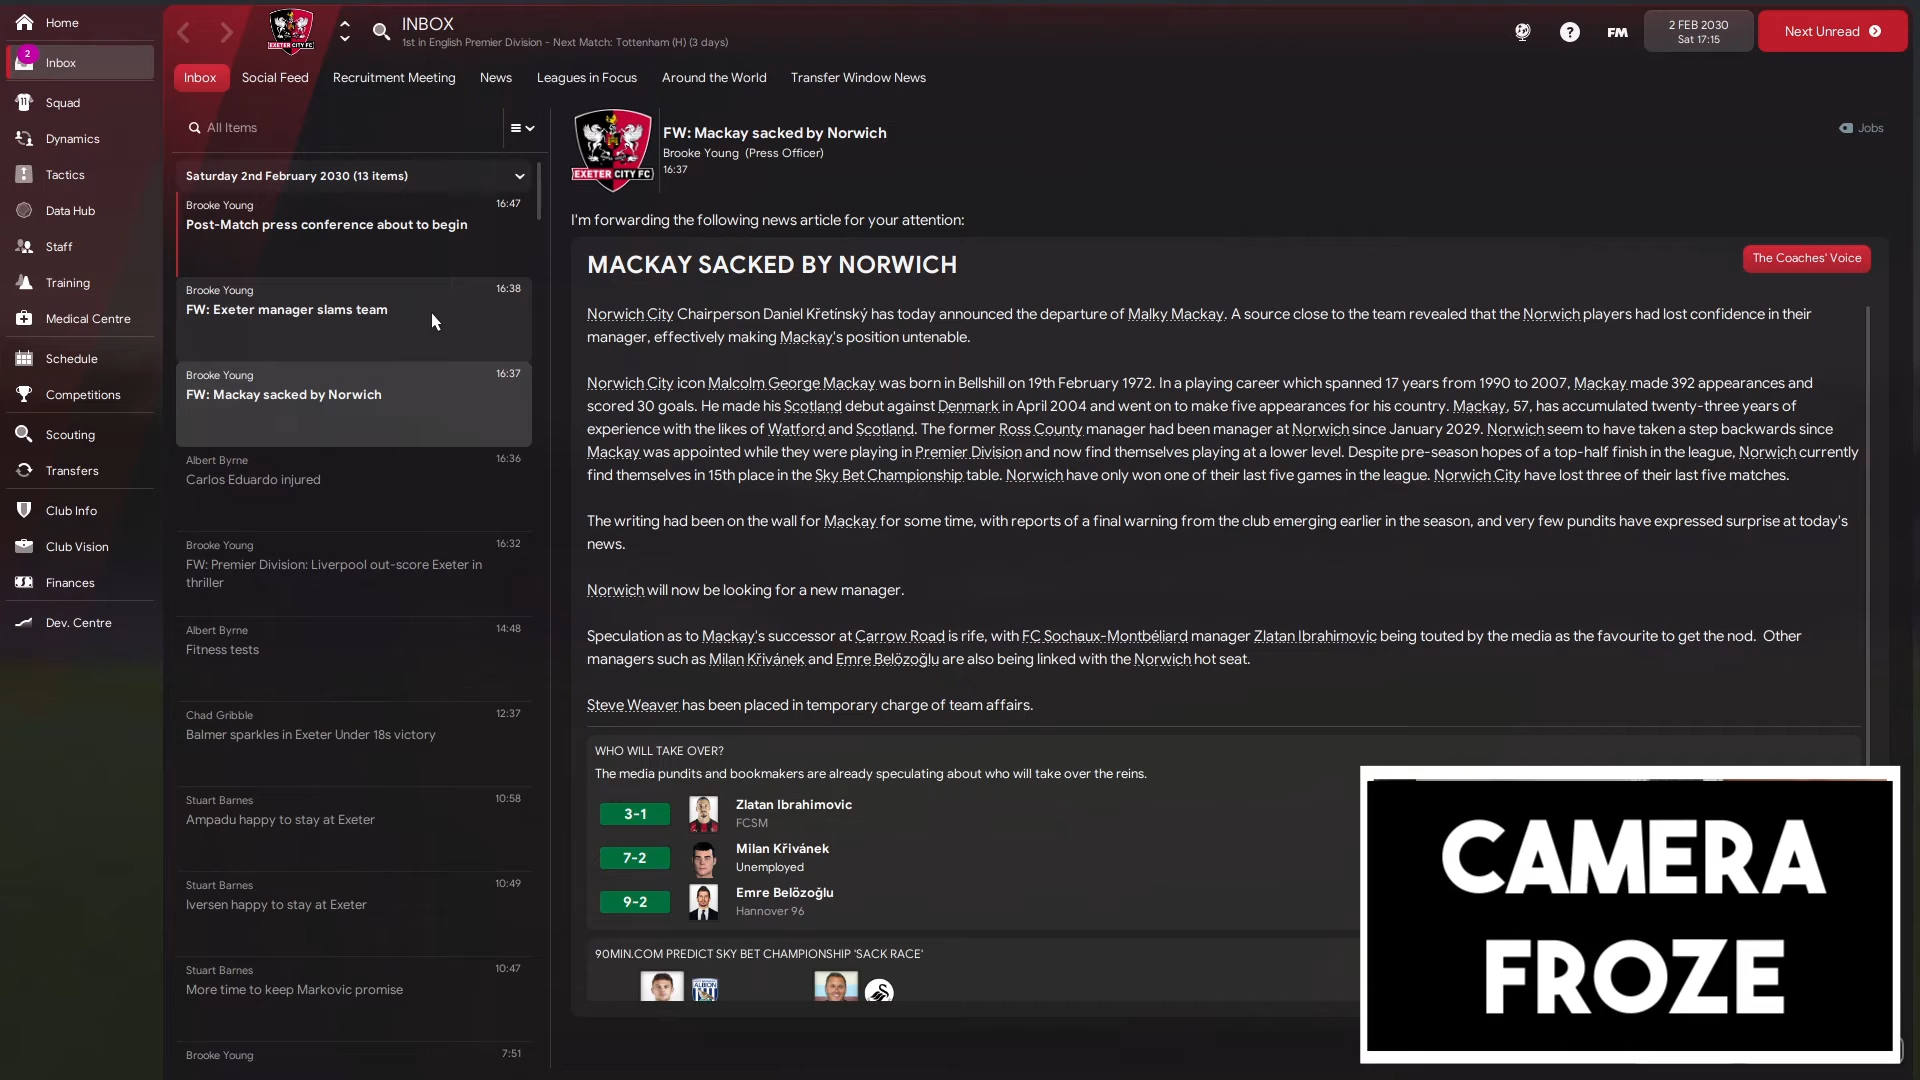 Home
2
Inbox
Squad
Dynamics
Tactics
Data Hub
Staff
Training
Medical Centre
Schedule
Competitions
Scouting
Transfers
Club Info
Club Vision
Finances
Dev. Centre
EXETER CITY FC
INBOX
1st in English Premier Division - Next Match: Tottenham (H) (3 days)
FM
2 FEB 2030
Sat 17:15
Next Unread
Inbox
Social Feed
Recruitment Meeting
News
Leagues in Focus
Around the World
Transfer Window News
All Items
Saturday 2nd February 2030 (13 items)
Brooke Young 16:47
Post-Match press conference about to begin
Brooke Young 16:38
FW: Exeter manager slams team
Brooke Young 16:37
FW: Mackay sacked by Norwich
Albert Byrne 16:36
Carlos Eduardo injured
Brooke Young 16:32
FW: Premier Division: Liverpool out-score Exeter in
thriller
Albert Byrne 14:48
Fitness tests
Chad Gribble 12:37
Balmer sparkles in Exeter Under 18s victory
Stuart Barnes 10:58
Ampadu happy to stay at Exeter
Stuart Barnes 10:49
Iversen happy to stay at Exeter
Stuart Barnes 10:47
More time to keep Markovic promise
Brooke Young 7:51
EXETER CITY FC
FW: Mackay sacked by Norwich
Brooke Young (Press Officer)
16:37
Jobs
I'm forwarding the following news article for your attention:
MACKAY SACKED BY NORWICH
The Coaches' Voice
Norwich City Chairperson Daniel Křetínský has today announced the departure of Malky Mackay. A source close to the team revealed that the Norwich players had lost confidence in their
manager, effectively making Mackay's position untenable.
Norwich City icon Malcolm George Mackay was born in Bellshill on 19th February 1972. In a playing career which spanned 17 years from 1990 to 2007, Mackay made 392 appearances and
scored 30 goals. He made his Scotland debut against Denmark in April 2004 and went on to make five appearances for his country. Mackay, 57, has accumulated twenty-three years of
experience with the likes of Watford and Scotland. The former Ross County manager had been manager at Norwich since January 2029. Norwich seem to have taken a step backwards since
Mackay was appointed while they were playing in Premier Division and now find themselves playing at a lower level. Despite pre-season hopes of a top-half finish in the league, Norwich currently
find themselves in 15th place in the Sky Bet Championship table. Norwich have only won one of their last five games in the league. Norwich City have lost three of their last five matches.
The writing had been on the wall for Mackay for some time, with reports of a final warning from the club emerging earlier in the season, and very few pundits have expressed surprise at today's
news.
Norwich will now be looking for a new manager.
Speculation as to Mackay's successor at Carrow Road is rife, with FC Sochaux-Montbéliard manager Zlatan Ibrahimovic being touted by the media as the favourite to get the nod. Other
managers such as Milan Křivánek and Emre Belözoğlu are also being linked with the Norwich hot seat.
Steve Weaver has been placed in temporary charge of team affairs.
WHO WILL TAKE OVER?
The media pundits and bookmakers are already speculating about who will take over the reins.
3-1
Zlatan Ibrahimovic
FCSM
7-2
Milan Křivánek
Unemployed
9-2
Emre Belözoğlu
Hannover 96
90MIN.COM PREDICT SKY BET CHAMPIONSHIP 'SACK RACE'
ALBION
CAMERA
FROZE